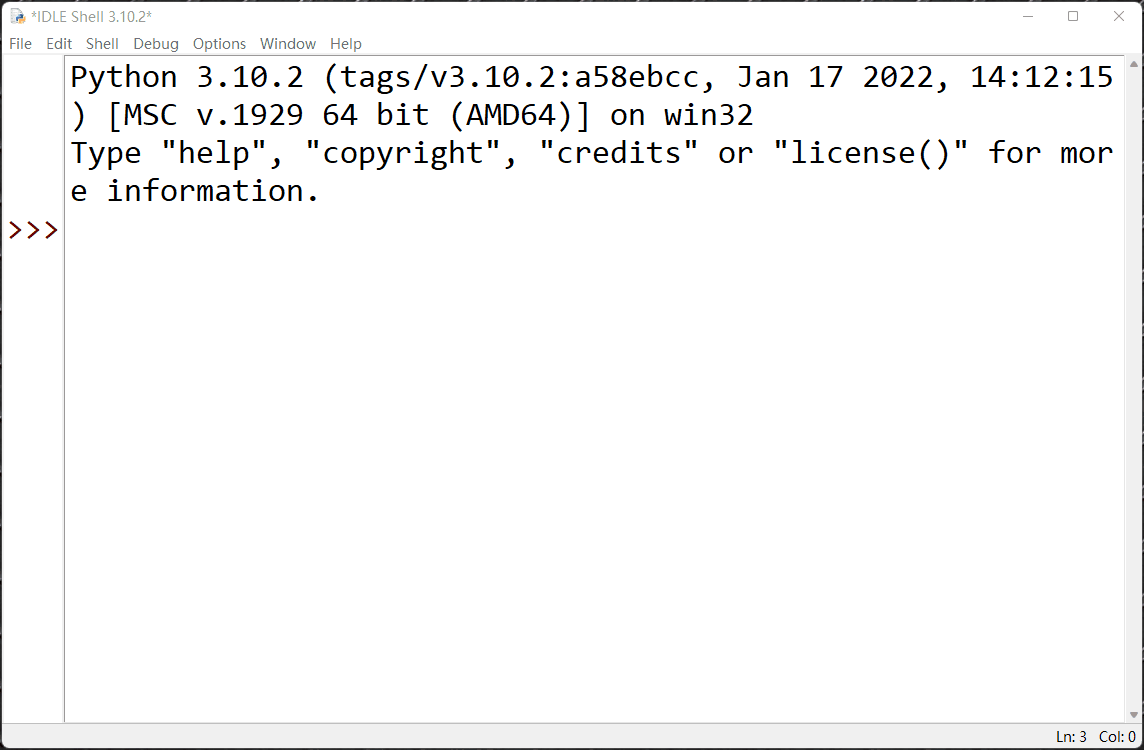 *IDLE Shell 3.10.2*
File Edit Shell Debug Options Window Help
Python 3.10.2 (tags/v3.10.2:a58ebcc, Jan 17 2022, 14:12:15
) [MSC v.1929 64 bit (AMD64)] on win32
Type "help", "copyright", "credits" or "license()" for mor
e information.
>>>
Ln: 3 Col: 0